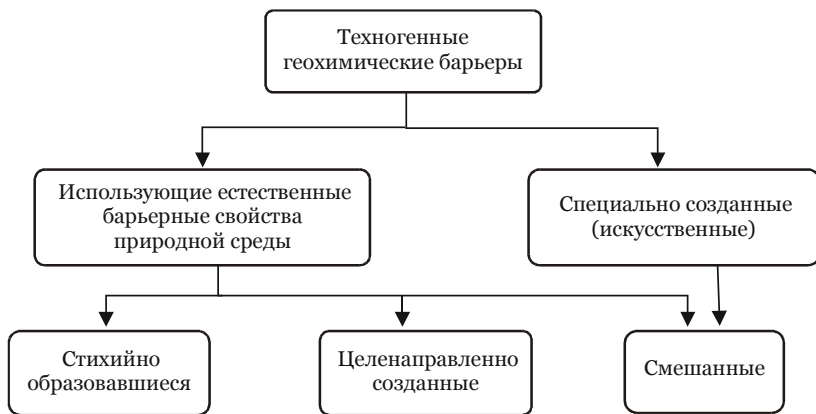 Техногенные
геохимические барьеры
Использующие естественные
барьерные свойства
природной среды
Специально созданные
(искусственные)
Стихийно
образовавшиеся
Целенаправленно
созданные
Смешанные